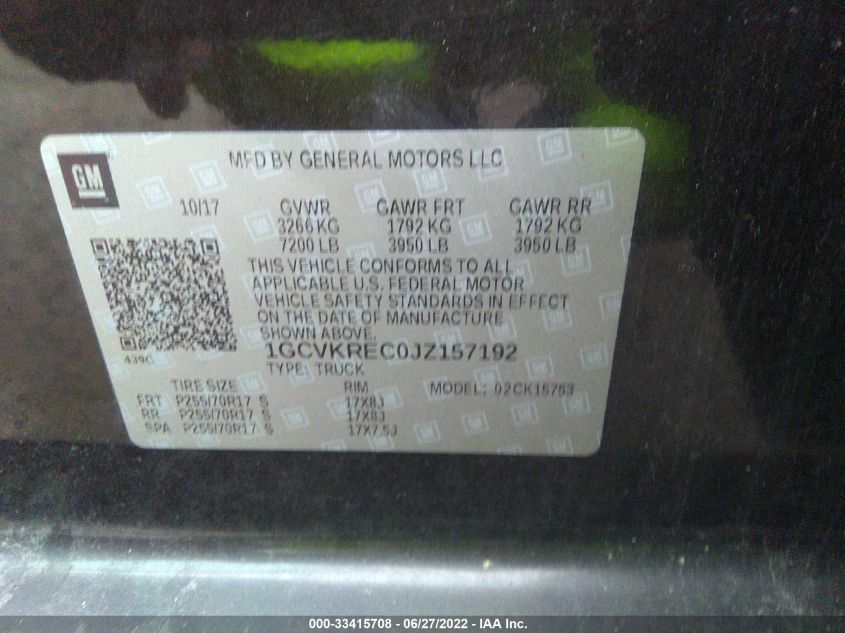 GM
MFD BY GENERAL MOTORS LLC
10/17 GVWR GAWR FRT GAWR RR
3266 KG 1792 KG 1792 KG
7200 LB 3950 LB 3950 LB
THIS VEHICLE CONFORMS TO ALL
APPLICABLE U.S. FEDERAL MOTOR
VEHICLE SAFETY STANDARDS IN EFFECT
ON THE DATE OF MANUFACTURE
SHOWN ABOVE.
439C
1GCVKREC0JZ157192
TYPE: TRUCK
TIRE SIZE RIM MODEL: 02CK15753
FRT P255/70R17 S 17X8J
RR P255/70R17 S 17X8J
SPA P255/70R17 S 17X7.5J
000-33415708 - 06/27/2022 - IAA Inc.